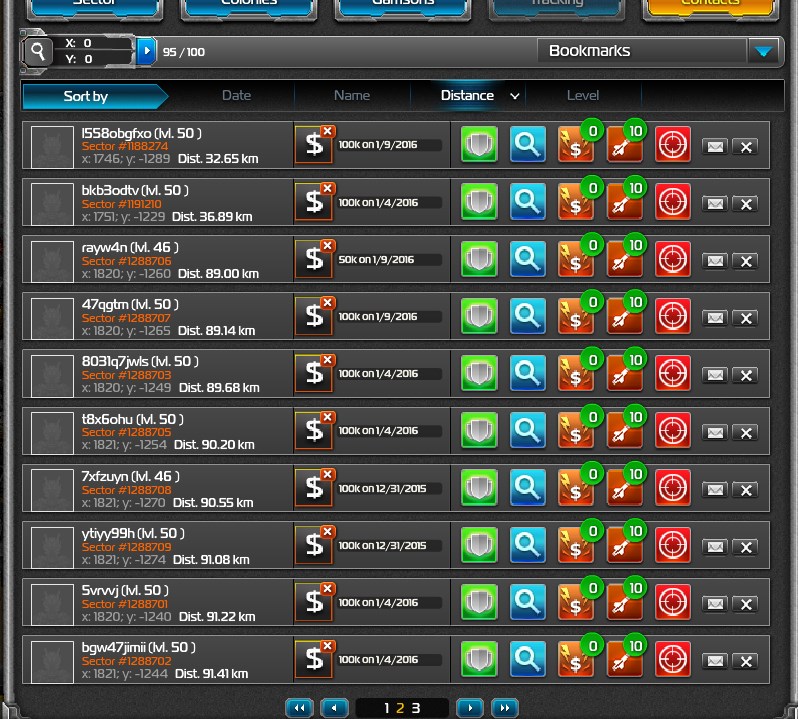 Sector
Colonies
Garrisons
Tracking
Contacts
X: 0
Y: 0
95 / 100
Bookmarks
Sort by
Date
Name
Distance
Level
l558obgfxo (lvl. 50 )
Sector #1188274
x: 1746; y: -1289 Dist. 32.65 km
$
100k on 1/9/2016
0
10
bkb3odtv (lvl. 50 )
Sector #1191210
x: 1751; y: -1229 Dist. 36.89 km
$
100k on 1/4/2016
0
10
rayw4n (lvl. 46 )
Sector #1288706
x: 1820; y: -1260 Dist. 89.00 km
$
50k on 1/9/2016
0
10
47qgtm (lvl. 50 )
Sector #1288707
x: 1820; y: -1265 Dist. 89.14 km
$
100k on 1/9/2016
0
10
8031q7jwls (lvl. 50 )
Sector #1288703
x: 1820; y: -1249 Dist. 89.68 km
$
100k on 1/4/2016
0
10
t8x6ohu (lvl. 50 )
Sector #1288705
x: 1821; y: -1254 Dist. 90.20 km
$
100k on 1/4/2016
0
10
7xfzuyn (lvl. 46 )
Sector #1288708
x: 1821; y: -1270 Dist. 90.55 km
$
100k on 12/31/2015
0
10
ytiyy99h (lvl. 50 )
Sector #1288709
x: 1821; y: -1274 Dist. 91.08 km
$
100k on 12/31/2015
0
10
5vrvvj (lvl. 50 )
Sector #1288701
x: 1820; y: -1240 Dist. 91.22 km
$
100k on 1/4/2016
0
10
bgw47jimii (lvl. 50 )
Sector #1288702
x: 1821; y: -1244 Dist. 91.41 km
$
100k on 1/4/2016
0
10
1 2 3